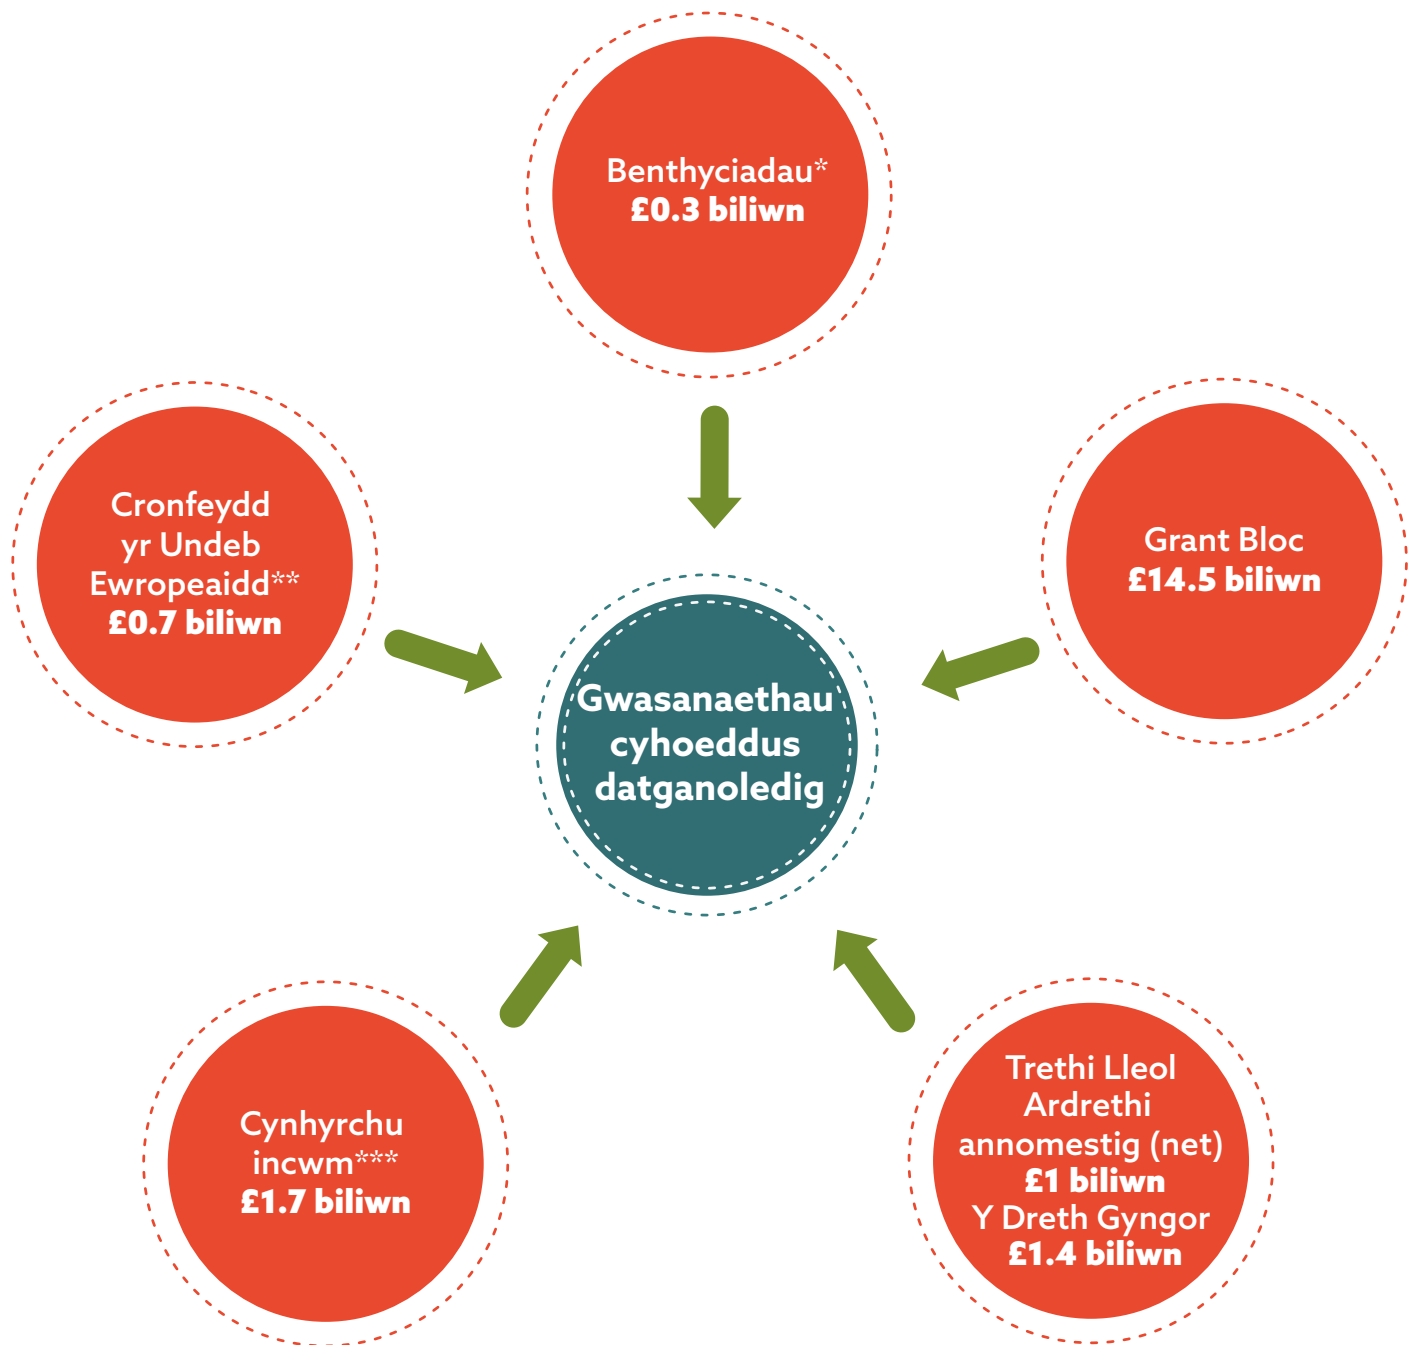 Benthyciadau*
£0.3 biliwn
Cronfeydd
yr Undeb
Ewropeaidd**
£0.7 biliwn
Grant Bloc
£14.5 biliwn
Gwasanaethau
cyhoeddus
datganoledig
Cynhyrchu
incwm***
£1.7 biliwn
Trethi Lleol
Ardrethi
annomestig (net)
£1 biliwn
Y Dreth Gyngor
£1.4 biliwn